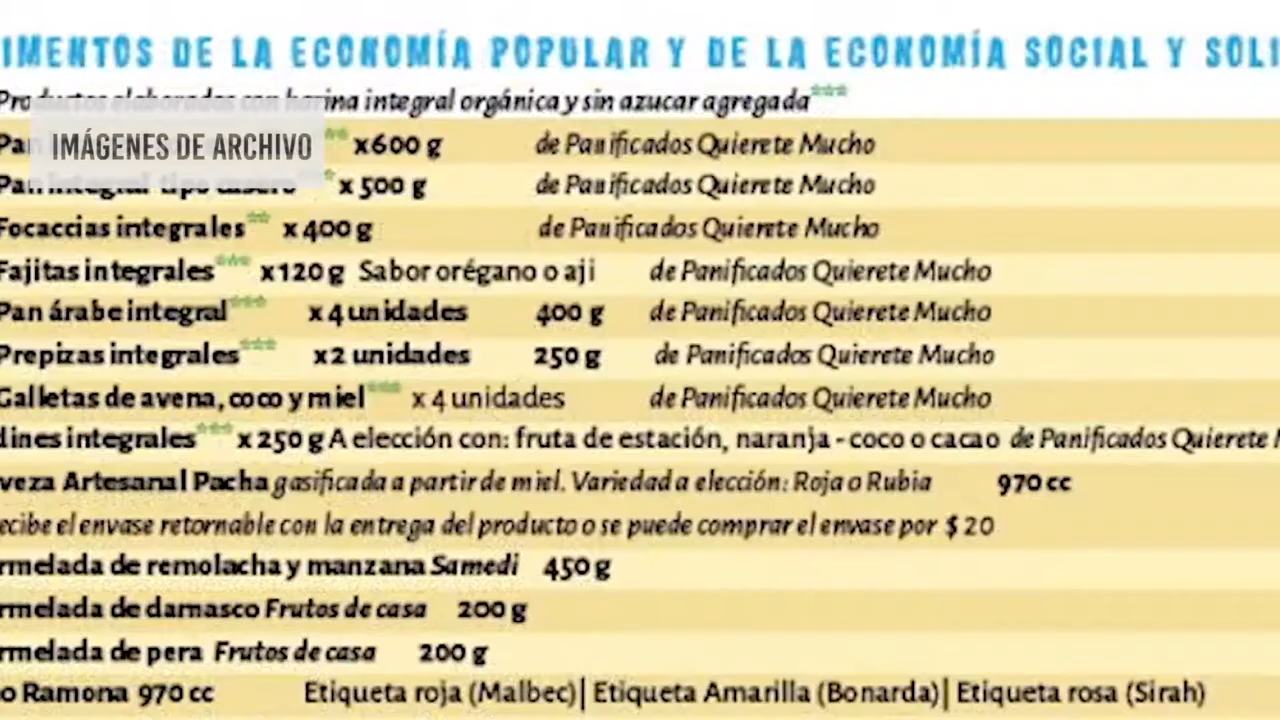 IMENTOS DE LA ECONOMÍA POPULAR Y DE LA ECONOMÍA SOCIAL Y SOLI
Productos elaborados con harina integral orgánica y sin azucar agregada***
IMÁGENES DE ARCHIVO
Pan ** x600 g de Panificados Quierete Mucho
Pan integral tipo casero * x 500 g de Panificados Quierete Mucho
Focaccias integrales** x 400 g de Panificados Quierete Mucho
Fajitas integrales*** x120 g Sabor orégano o aji de Panificados Quierete Mucho
Pan árabe integral*** x 4 unidades 400 g de Panificados Quierete Mucho
Prepizas integrales*** x2 unidades 250 g de Panificados Quierete Mucho
Galletas de avena, coco y miel*** x 4 unidades de Panificados Quierete Mucho
dines integrales*** x 250 g A elección con: fruta de estación, naranja - coco o cacao de Panificados Quierete M
veza Artesanal Pacha gasificada a partir de miel. Variedad a elección: Roja o Rubia 970 cc
ecibe el envase retornable con la entrega del producto o se puede comprar el envase por $ 20
rmelada de remolacha y manzana Samedi 450 g
rmelada de damasco Frutos de casa 200 g
rmelada de pera Frutos de casa 200 g
o Ramona 970 cc Etiqueta roja (Malbec)| Etiqueta Amarilla (Bonarda)| Etiqueta rosa (Sirah)